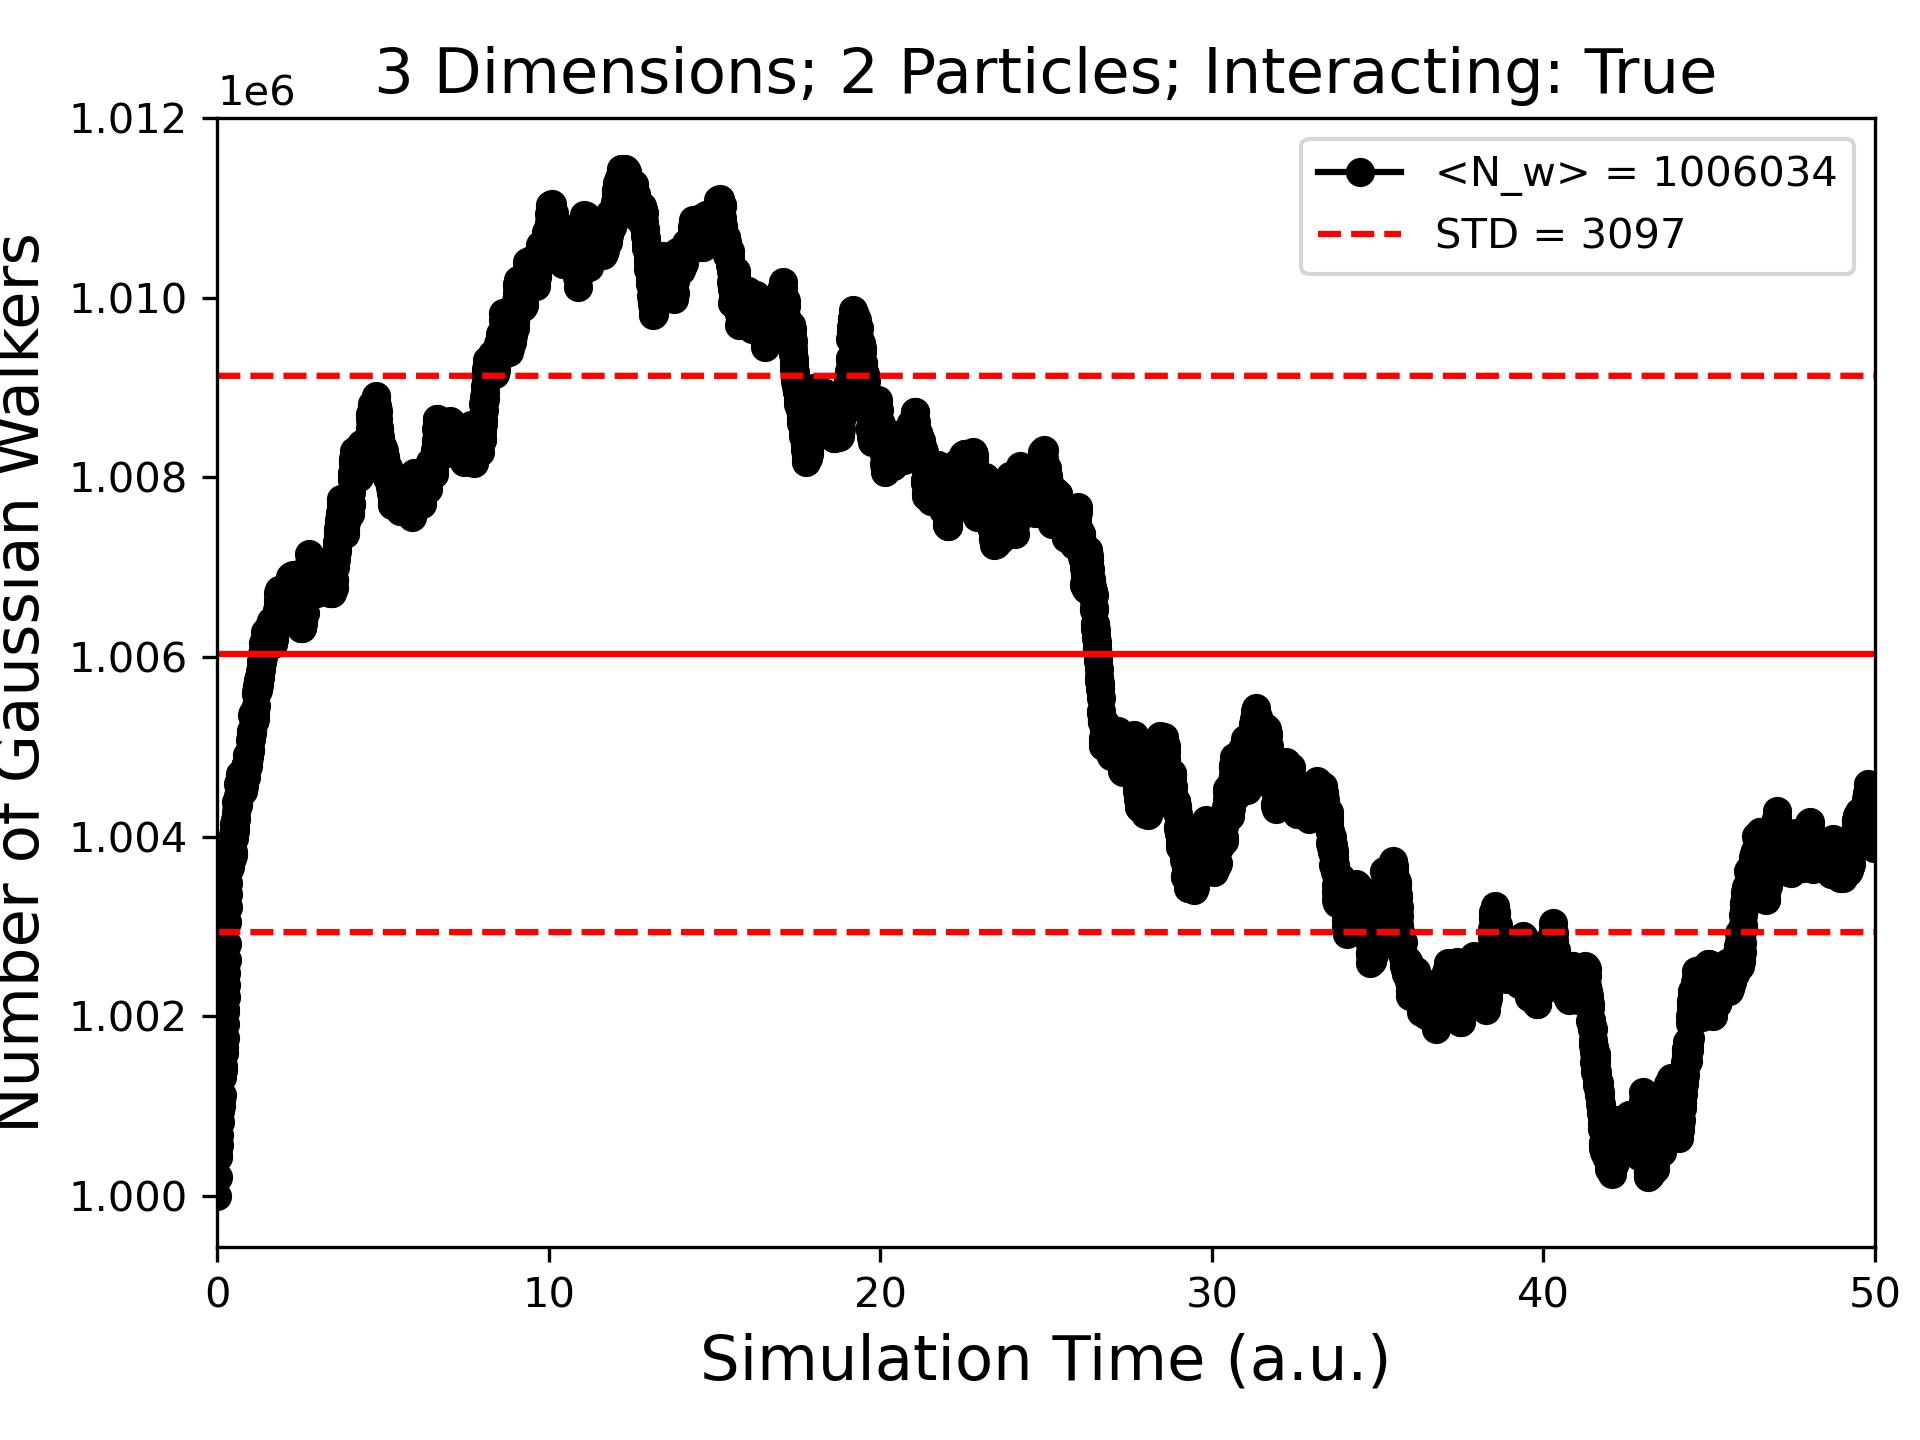 3 Dimensions; 2 Particles; Interacting: True
1e6
<N_w> = 1006034
STD = 3097
Number of Gaussian Walkers
1.012
1.010
1.008
1.006
1.004
1.002
1.000
0 10 20 30 40 50
Simulation Time (a.u.)